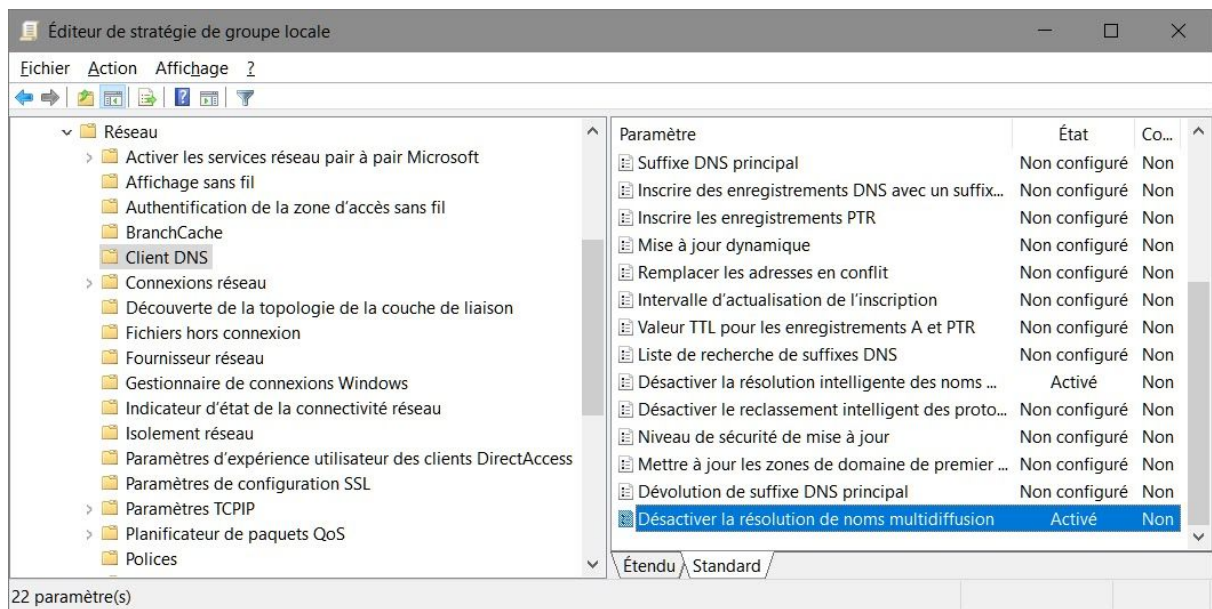 Éditeur de stratégie de groupe locale
Fichier Action Affichage ?
Réseau
Activer les services réseau pair à pair Microsoft
Affichage sans fil
Authentification de la zone d'accès sans fil
BranchCache
Client DNS
Connexions réseau
Découverte de la topologie de la couche de liaison
Fichiers hors connexion
Fournisseur réseau
Gestionnaire de connexions Windows
Indicateur d'état de la connectivité réseau
Isolement réseau
Paramètres d'expérience utilisateur des clients DirectAccess
Paramètres de configuration SSL
Paramètres TCPIP
Planificateur de paquets QoS
Polices
Paramètre État Co...
Suffixe DNS principal Non configuré Non
Inscrire des enregistrements DNS avec un suffix... Non configuré Non
Inscrire les enregistrements PTR Non configuré Non
Mise à jour dynamique Non configuré Non
Remplacer les adresses en conflit Non configuré Non
Intervalle d'actualisation de l'inscription Non configuré Non
Valeur TTL pour les enregistrements A et PTR Non configuré Non
Liste de recherche de suffixes DNS Non configuré Non
Désactiver la résolution intelligente des noms ... Activé Non
Désactiver le reclassement intelligent des proto... Non configuré Non
Niveau de sécurité de mise à jour Non configuré Non
Mettre à jour les zones de domaine de premier ... Non configuré Non
Dévolution de suffixe DNS principal Non configuré Non
Désactiver la résolution de noms multidiffusion Activé Non
Étendu Standard
22 paramètre(s)